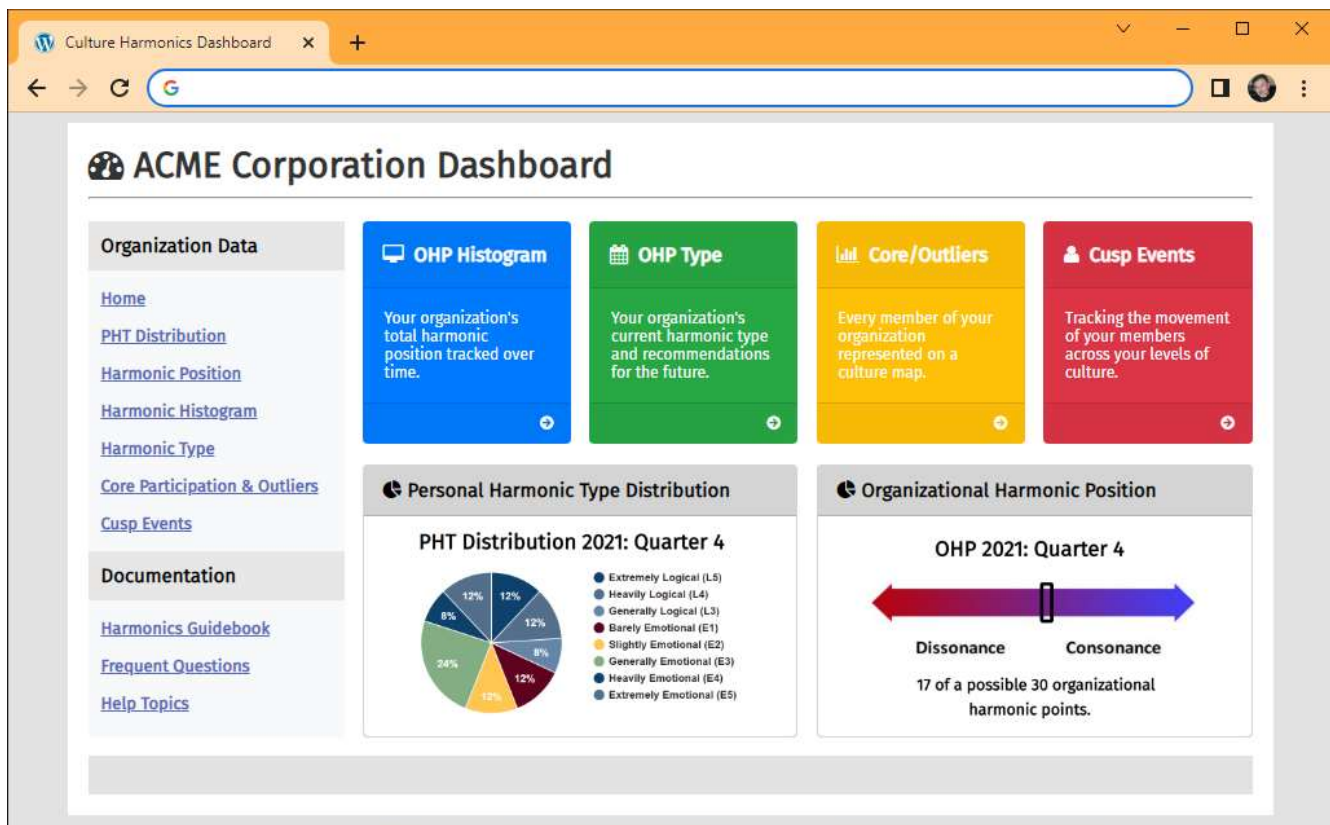 Culture Harmonics Dashboard
ACME Corporation Dashboard
Organization Data
Home
PHT Distribution
Harmonic Position
Harmonic Histogram
Harmonic Type
Core Participation & Outliers
Cusp Events
Documentation
Harmonics Guidebook
Frequent Questions
Help Topics
OHP Histogram
Your organization's
total harmonic
position tracked over
time.
OHP Type
Your organization's
current harmonic type
and recommendations
for the future.
Core/Outliers
Every member of your
organization
represented on a
culture map.
Cusp Events
Tracking the movement
of your members
across your levels of
culture.
Personal Harmonic Type Distribution
PHT Distribution 2021: Quarter 4
12%
12%
8%
12%
12%
24%
8%
12%
Extremely Logical (L5)
Heavily Logical (L4)
Generally Logical (L3)
Barely Emotional (E1)
Slightly Emotional (E2)
Generally Emotional (E3)
Heavily Emotional (E4)
Extremely Emotional (E5)
Organizational Harmonic Position
OHP 2021: Quarter 4
Dissonance Consonance
17 of a possible 30 organizational
harmonic points.